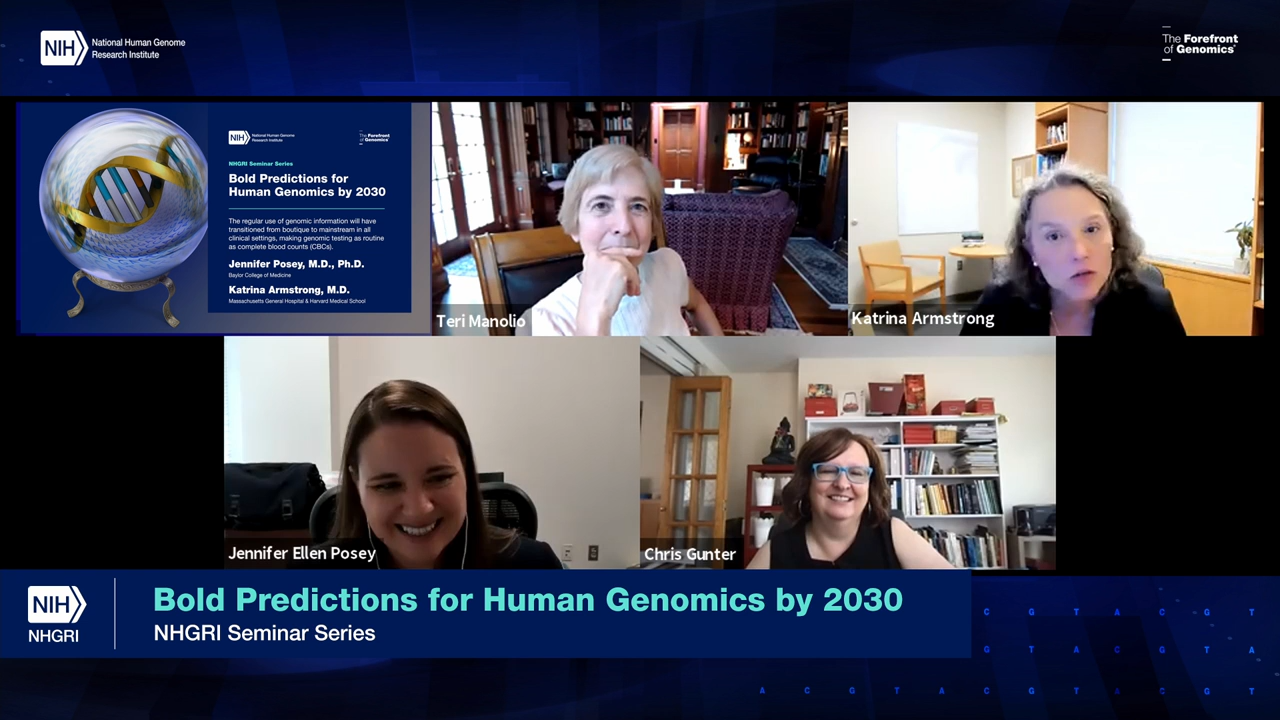 NIH National Human Genome
Research Institute
The Forefront
of Genomics®
NIH National Human Genome
Research Institute
The Forefront
of Genomics®
NHGRI Seminar Series
Bold Predictions for
Human Genomics by 2030
The regular use of genomic information will have
transitioned from boutique to mainstream in all
clinical settings, making genomic testing as routine
as complete blood counts (CBCs).
Jennifer Posey, M.D., Ph.D.
Baylor College of Medicine
Katrina Armstrong, M.D.
Massachusetts General Hospital & Harvard Medical School
Teri Manolio
Katrina Armstrong
Jennifer Ellen Posey
Chris Gunter
NIH
NHGRI
Bold Predictions for Human Genomics by 2030
NHGRI Seminar Series
C G T A C G T
G T A C G T A
A C G T A C G T A C G T